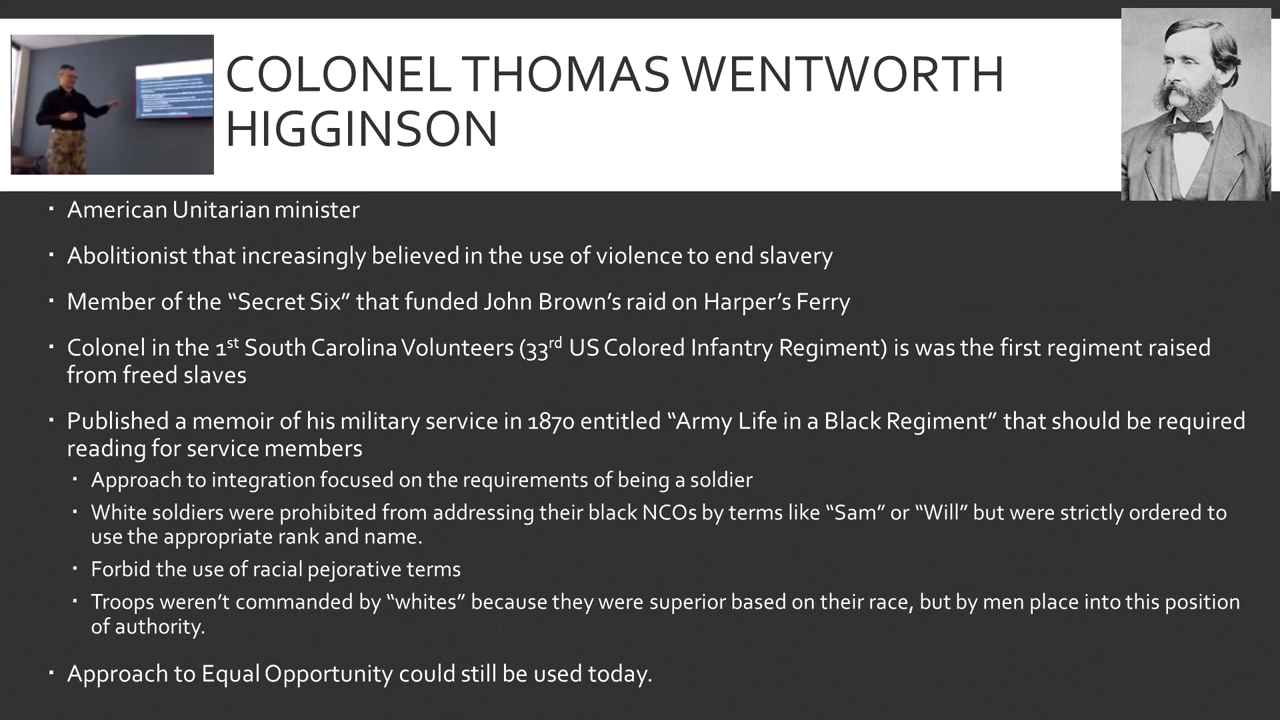 COLONEL THOMAS WENTWORTH
HIGGINSON
▪ American Unitarian minister
▪ Abolitionist that increasingly believed in the use of violence to end slavery
▪ Member of the “Secret Six” that funded John Brown’s raid on Harper’s Ferry
▪ Colonel in the 1st South Carolina Volunteers (33rd US Colored Infantry Regiment) is was the first regiment raised
from freed slaves
▪ Published a memoir of his military service in 1870 entitled “Army Life in a Black Regiment” that should be required
reading for service members
▪ Approach to integration focused on the requirements of being a soldier
▪ White soldiers were prohibited from addressing their black NCOs by terms like “Sam” or “Will” but were strictly ordered to
use the appropriate rank and name.
▪ Forbid the use of racial pejorative terms
▪ Troops weren’t commanded by “whites” because they were superior based on their race, but by men place into this position
of authority.
▪ Approach to Equal Opportunity could still be used today.